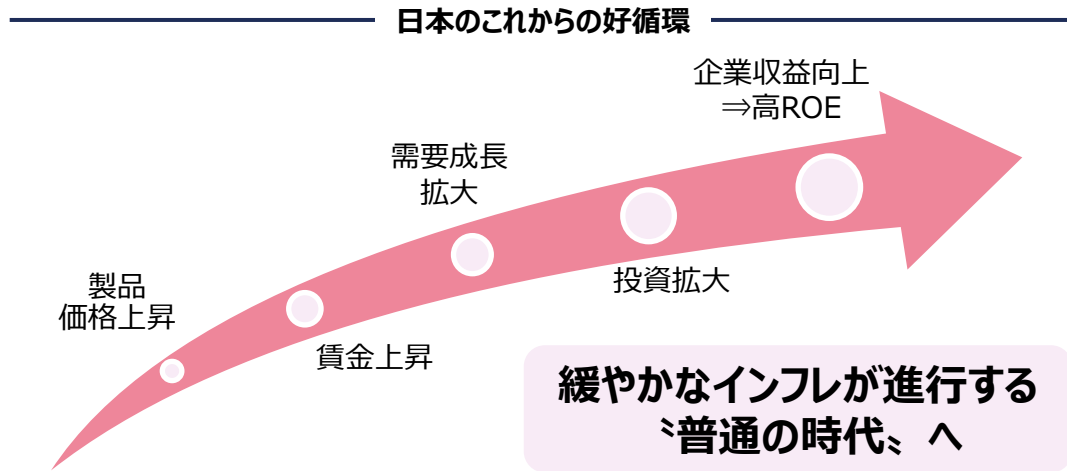 日本のこれからの好循環
製品
価格上昇
賃金上昇
需要成長
拡大
投資拡大
企業収益向上
⇒高ROE
緩やかなインフレが進行する
〝普通の時代〟へ